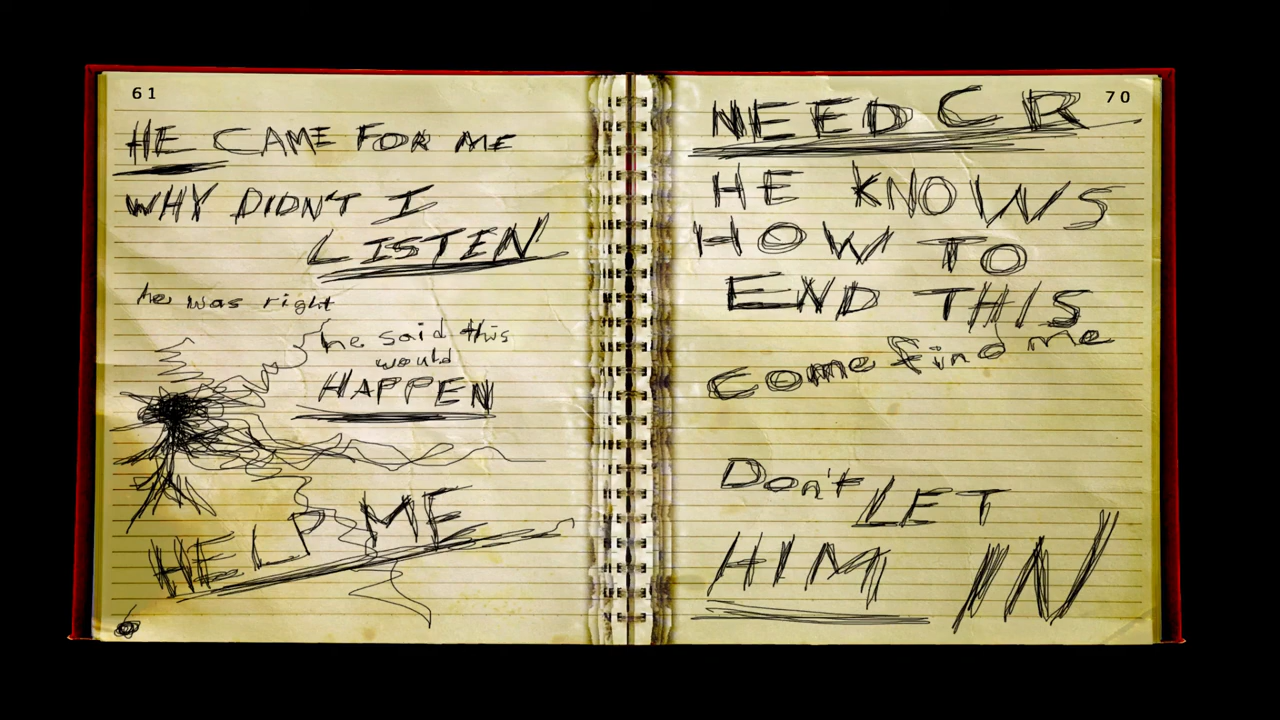 61
HE CAME FOR ME
WHY DIDN'T I
LISTEN
he was right
he said this
would
HAPPEN
HELP ME
70
NEED CR
HE KNOWS
HOW TO
END THIS
come find me
Don't LET
HIM IN